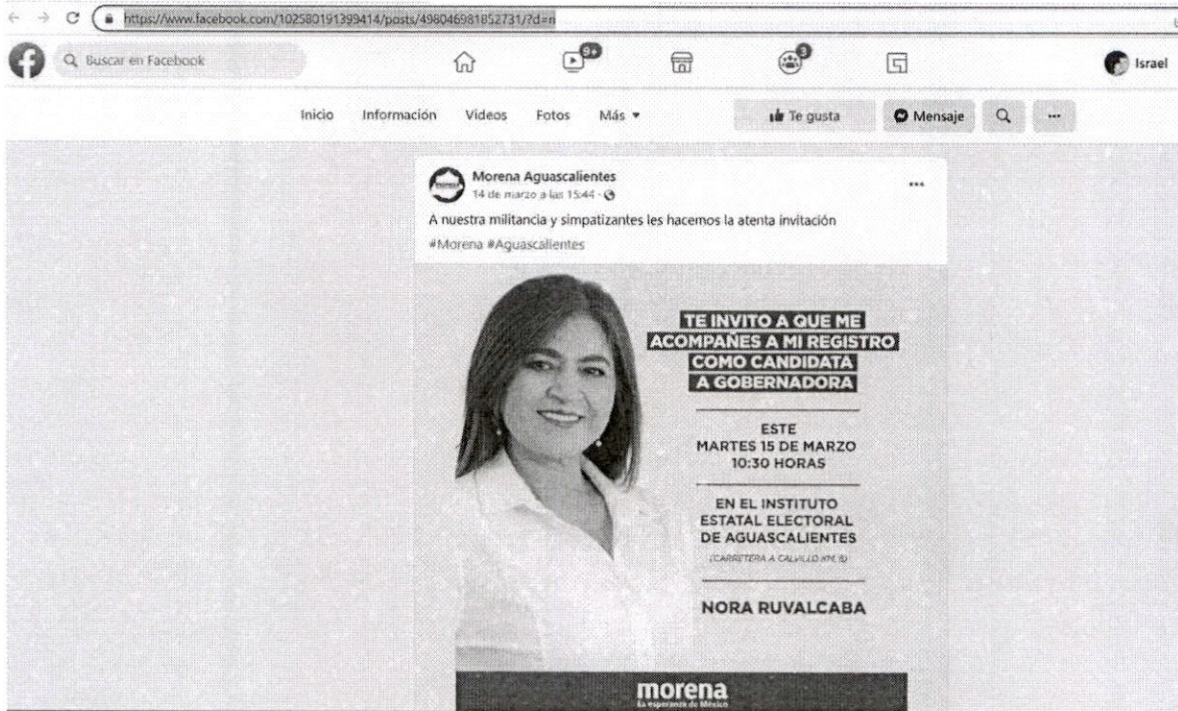 https://www.facebook.com/102580191399414/posts/498046981852731/?d=n
Buscar en Facebook
9+
3
Israel
Inicio Información Videos Fotos Más
Te gusta
Mensaje
Morena Aguascalientes
14 de marzo a las 15:44 ·
A nuestra militancia y simpatizantes les hacemos la atenta invitación
#Morena #Aguascalientes
TE INVITO A QUE ME
ACOMPAÑES A MI REGISTRO
COMO CANDIDATA
A GOBERNADORA
ESTE
MARTES 15 DE MARZO
10:30 HORAS
EN EL INSTITUTO
ESTATAL ELECTORAL
DE AGUASCALIENTES
(CARRETERA A CALVILLO KM. 8)
NORA RUVALCABA
morena
La esperanza de México